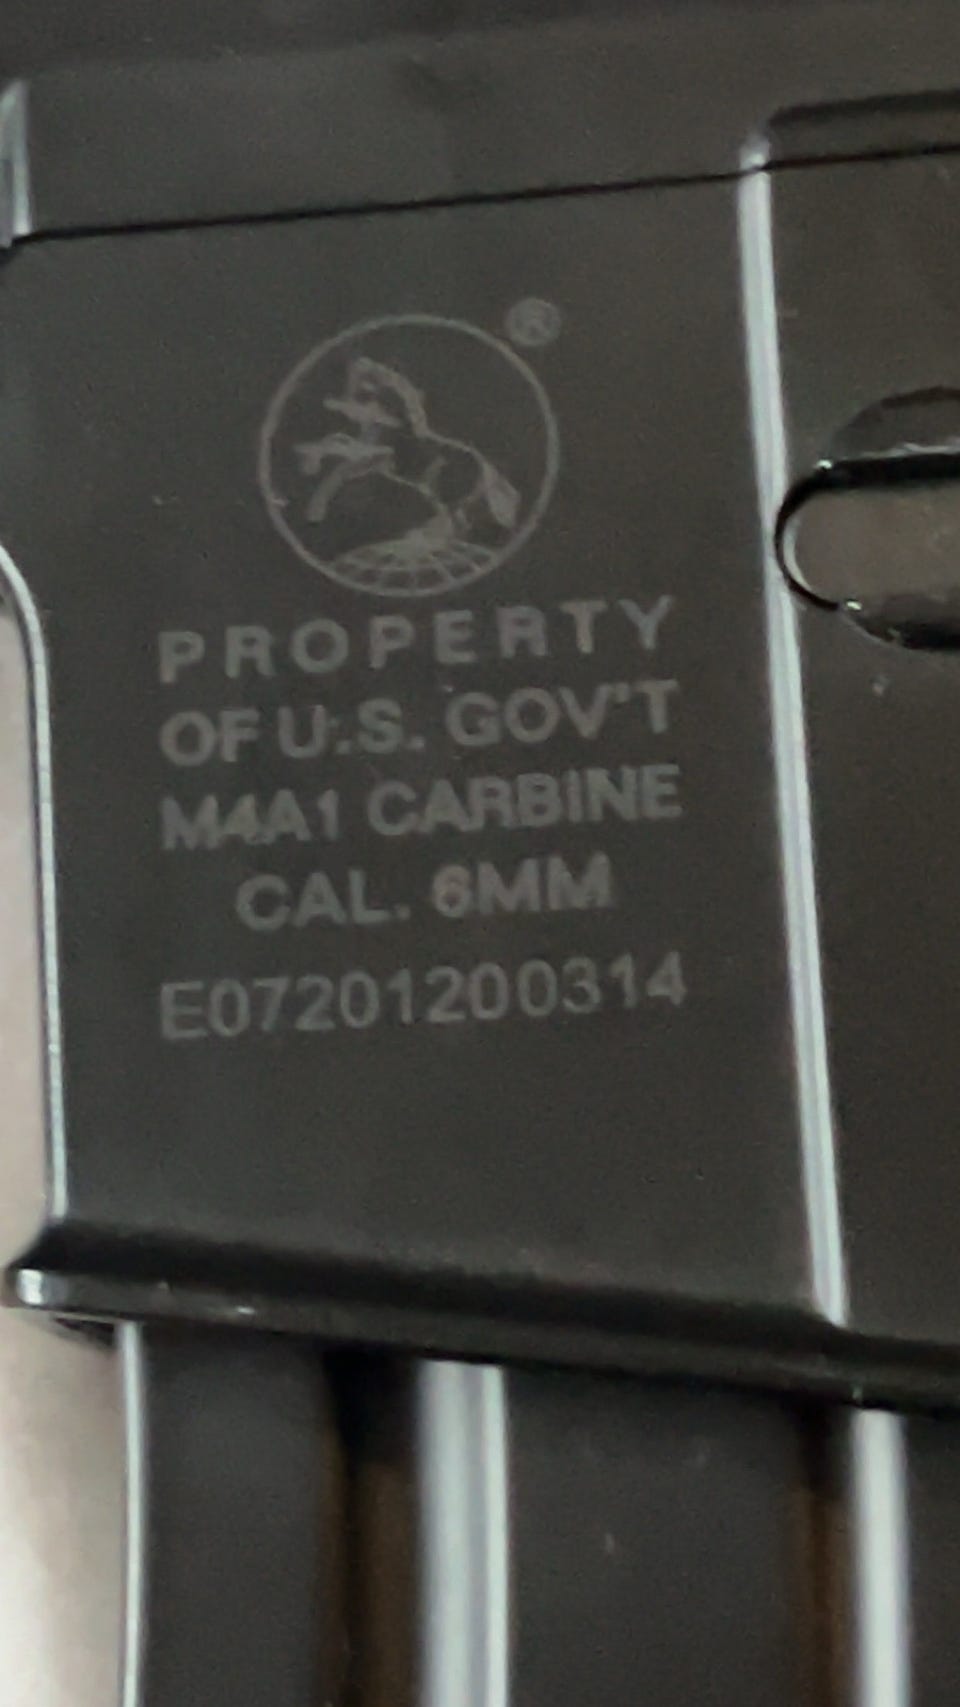 ®
PROPERTY
OF U.S. GOV'T
M4A1 CARBINE
CAL. 6MM
E07201200314